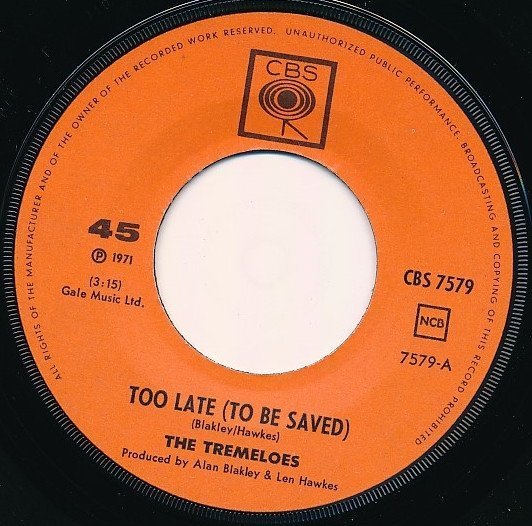 ALL RIGHTS OF THE MANUFACTURER AND OF THE OWNER OF THE RECORDED WORK RESERVED. UNAUTHORIZED PUBLIC PERFORMANCE, BROADCASTING AND COPYING OF THIS RECORD PROHIBITED
CBS
45
℗ 1971
(3:15)
Gale Music Ltd.
CBS 7579
NCB
7579-A
TOO LATE (TO BE SAVED)
(Blakley/Hawkes)
THE TREMELOES
Produced by Alan Blakley & Len Hawkes